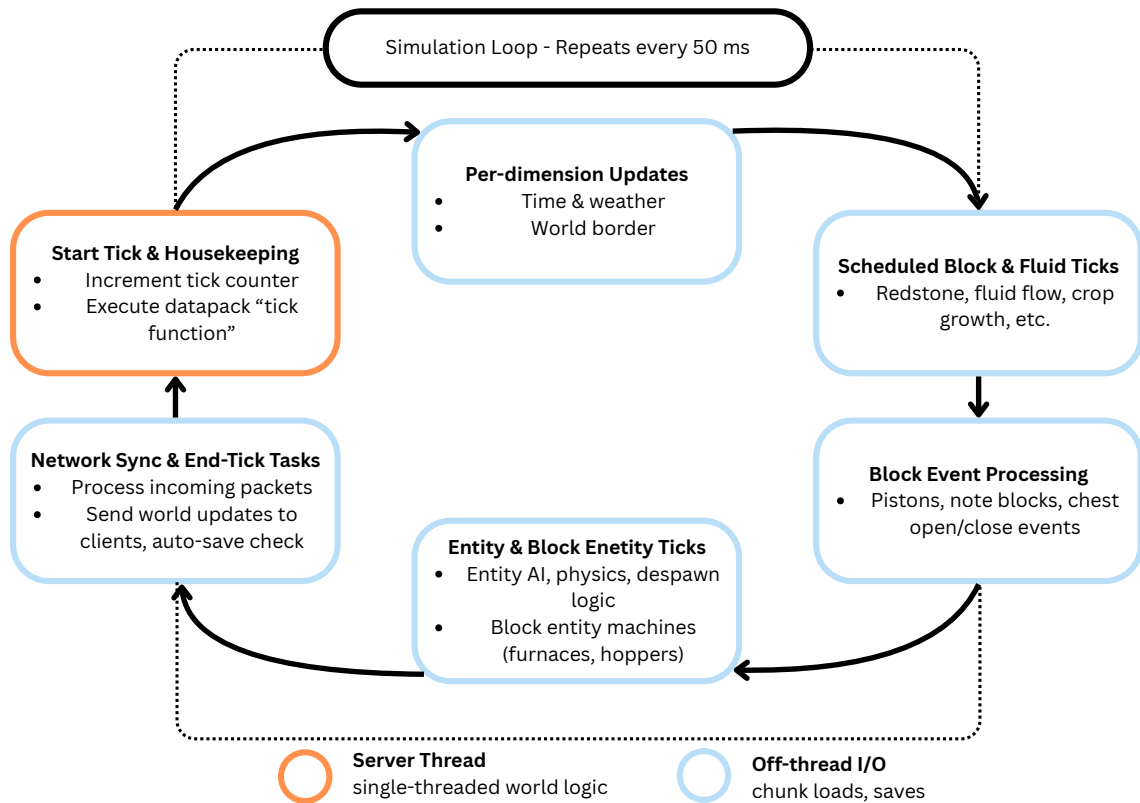 Simulation Loop - Repeats every 50 ms
Per-dimension Updates
• Time & weather
• World border
Start Tick & Housekeeping
• Increment tick counter
• Execute datapack “tick
function”
Scheduled Block & Fluid Ticks
• Redstone, fluid flow, crop
growth, etc.
Block Event Processing
• Pistons, note blocks, chest
open/close events
Entity & Block Enetity Ticks
• Entity AI, physics, despawn
logic
• Block entity machines
(furnaces, hoppers)
Network Sync & End-Tick Tasks
• Process incoming packets
• Send world updates to
clients, auto-save check
Server Thread
single-threaded world logic
Off-thread I/O
chunk loads, saves